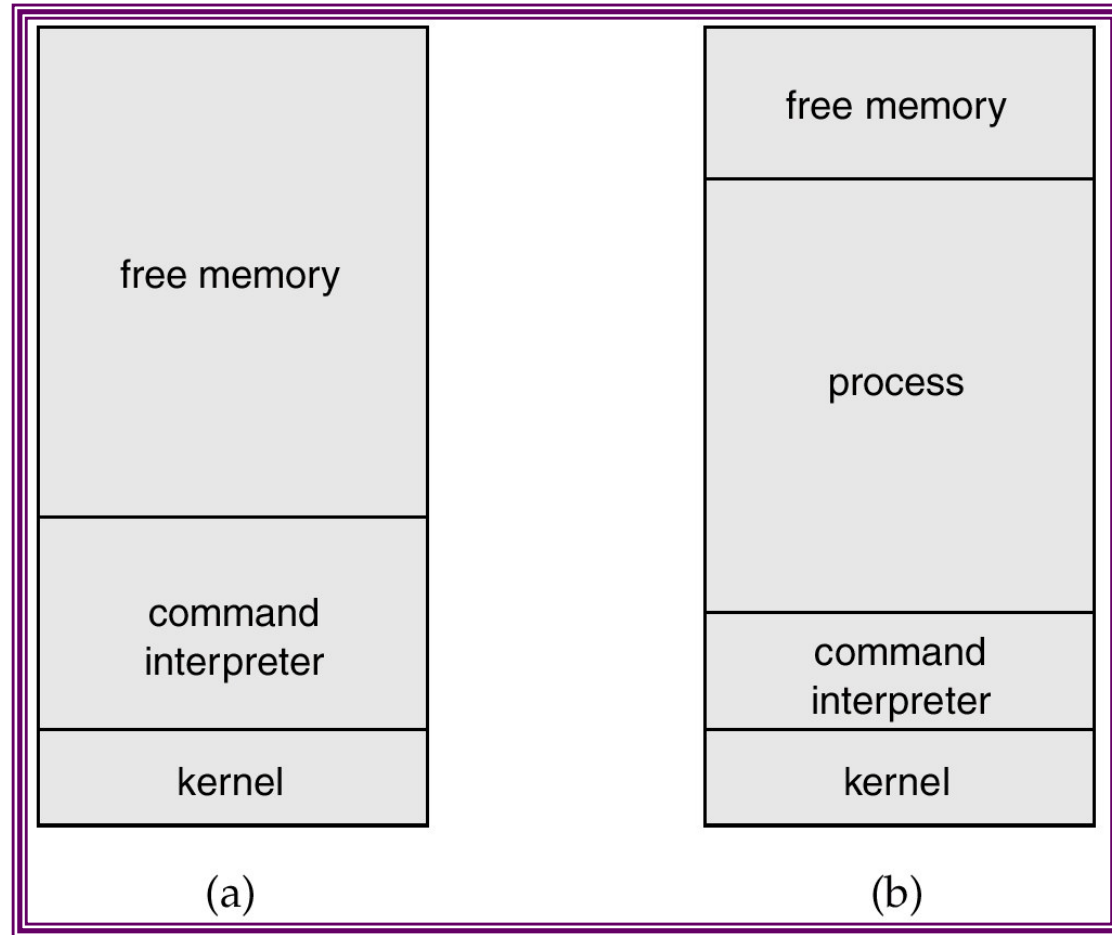 free memory
command
interpreter
kernel
(a)
free memory
process
command
interpreter
kernel
(b)